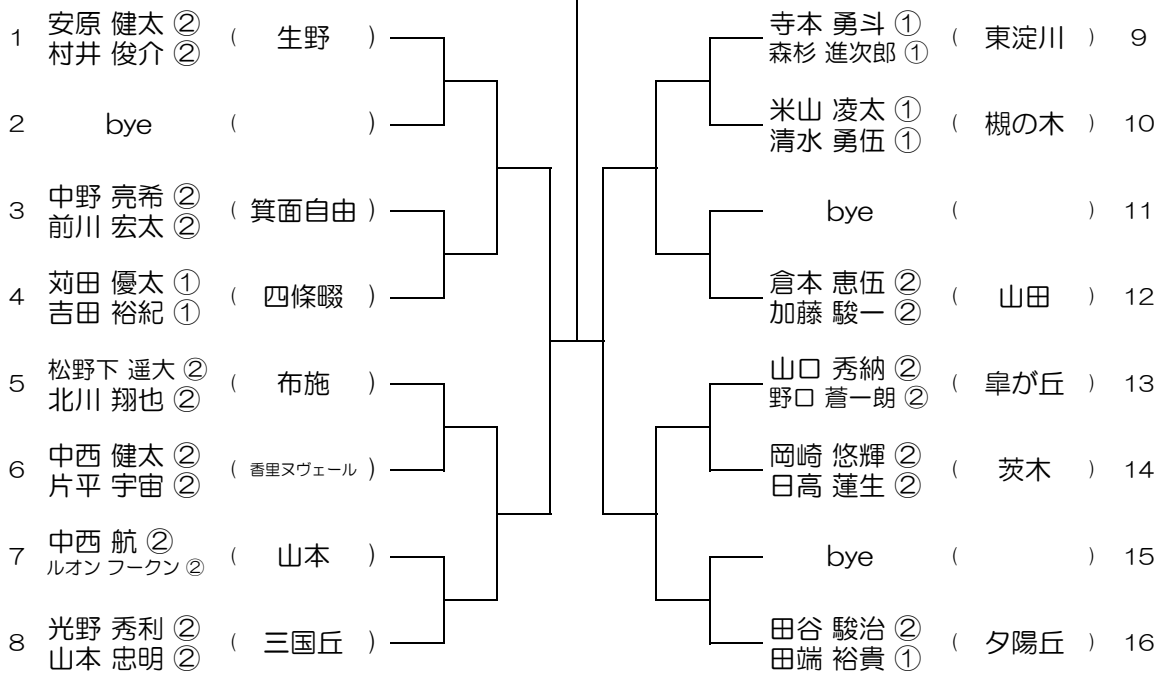 1 安原 健太 ② ( 生野 )
村井 俊介 ②
2 bye ( )
3 中野 亮希 ② ( 箕面自由 )
前川 宏太 ②
4 苅田 優太 ① ( 四條畷 )
吉田 裕紀 ①
5 松野下 遥大 ② ( 布施 )
北川 翔也 ②
6 中西 健太 ② ( 香里ヌヴェール )
片平 宇宙 ②
7 中西 航 ② ( 山本 )
ルオン フークン ②
8 光野 秀利 ② ( 三国丘 )
山本 忠明 ②
寺本 勇斗 ① ( 東淀川 ) 9
森杉 進次郎 ①
米山 凌太 ① ( 槻の木 ) 10
清水 勇伍 ①
bye ( ) 11
倉本 恵伍 ② ( 山田 ) 12
加藤 駿一 ②
山口 秀納 ② ( 皐が丘 ) 13
野口 蒼一朗 ②
岡崎 悠輝 ② ( 茨木 ) 14
日高 蓮生 ②
bye ( ) 15
田谷 駿治 ② ( 夕陽丘 ) 16
田端 裕貴 ①